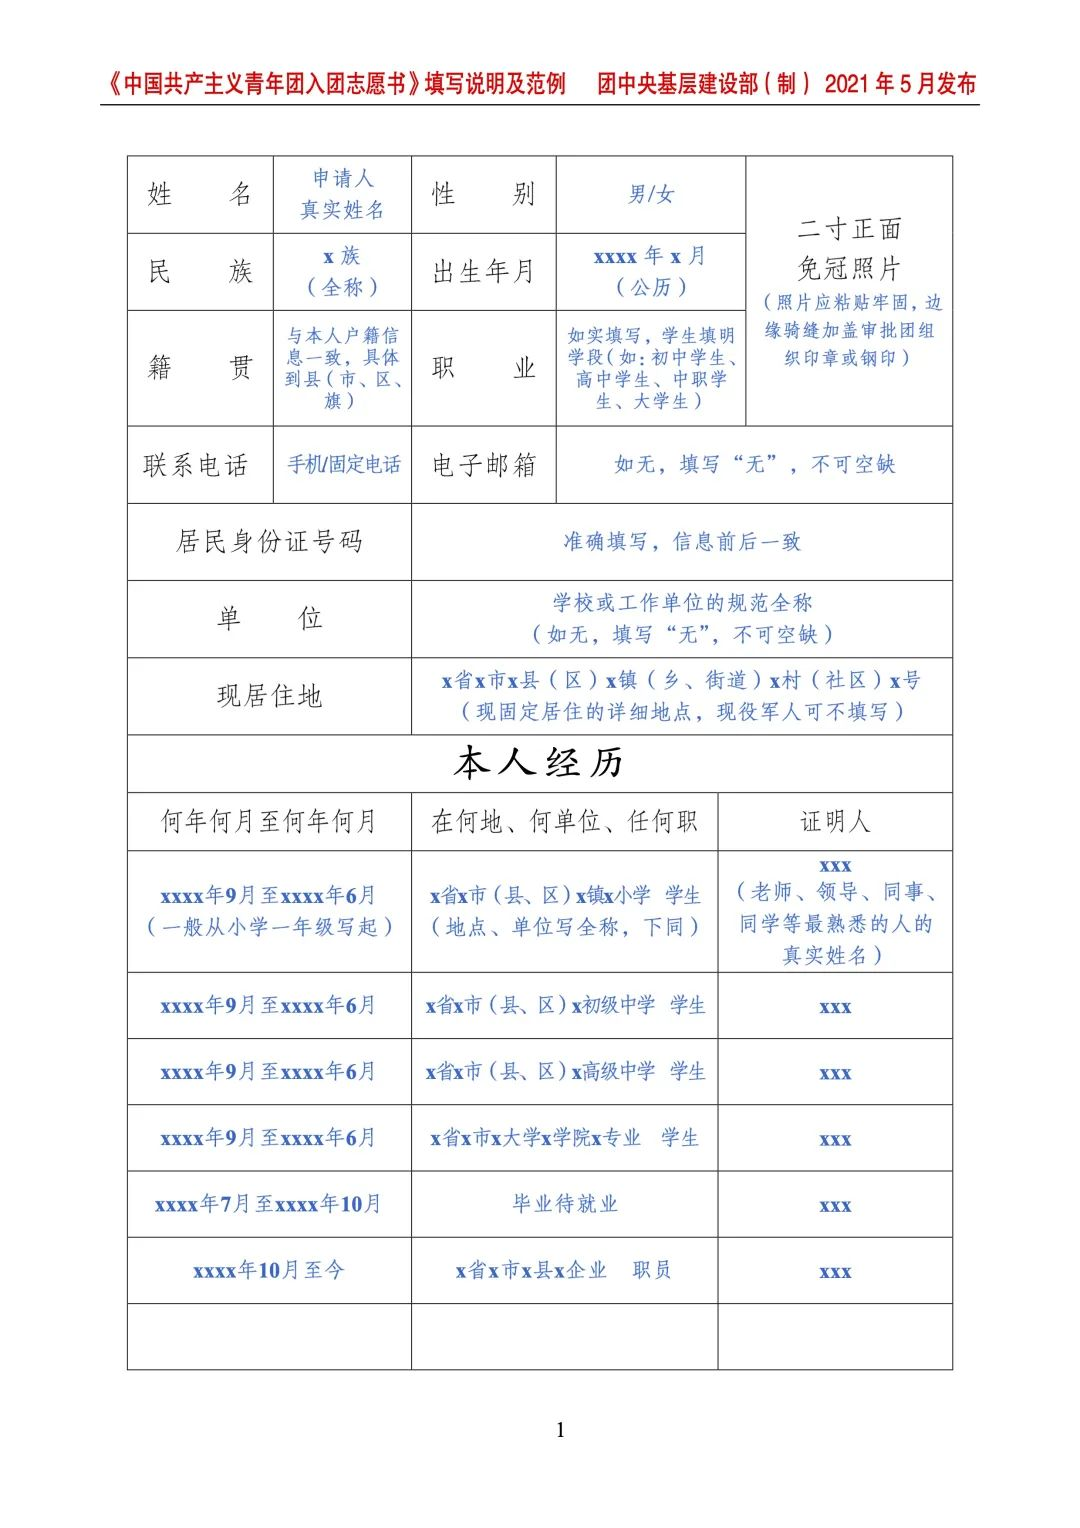 《中国共产主义青年团入团志愿书》填写说明及范例 团中央基层建设部（制） 2021 年 5 月发布
姓 名
申请人
真实姓名
性 别
男/女
二寸正面
免冠照片
（照片应粘贴牢固，边
缘骑缝加盖审批团组
织印章或钢印）
民 族
x 族
（全称）
出生年月
xxxx 年 x 月
（公历）
籍 贯
与本人户籍信
息一致，具体
到县（市、区、
旗）
职 业
如实填写，学生填明
学段（如：初中学生、
高中学生、中职学
生、大学生）
联系电话
手机/固定电话
电子邮箱
如无，填写“无”，不可空缺
居民身份证号码
准确填写，信息前后一致
单 位
学校或工作单位的规范全称
（如无，填写“无”，不可空缺）
现居住地
x省x市x县（区）x镇（乡、街道）x村（社区）x号
（现固定居住的详细地点，现役军人可不填写）
本人经历
何年何月至何年何月
在何地、何单位、任何职
证明人
xxxx年9月至xxxx年6月
（一般从小学一年级写起）
x省x市（县、区）x镇x小学 学生
（地点、单位写全称，下同）
xxx
（老师、领导、同事、
同学等最熟悉的人的
真实姓名）
xxxx年9月至xxxx年6月
x省x市（县、区）x初级中学 学生
xxx
xxxx年9月至xxxx年6月
x省x市（县、区）x高级中学 学生
xxx
xxxx年9月至xxxx年6月
x省x市x大学x学院x专业 学生
xxx
xxxx年7月至xxxx年10月
毕业待就业
xxx
xxxx年10月至今
x省x市x县x企业 职员
xxx
1